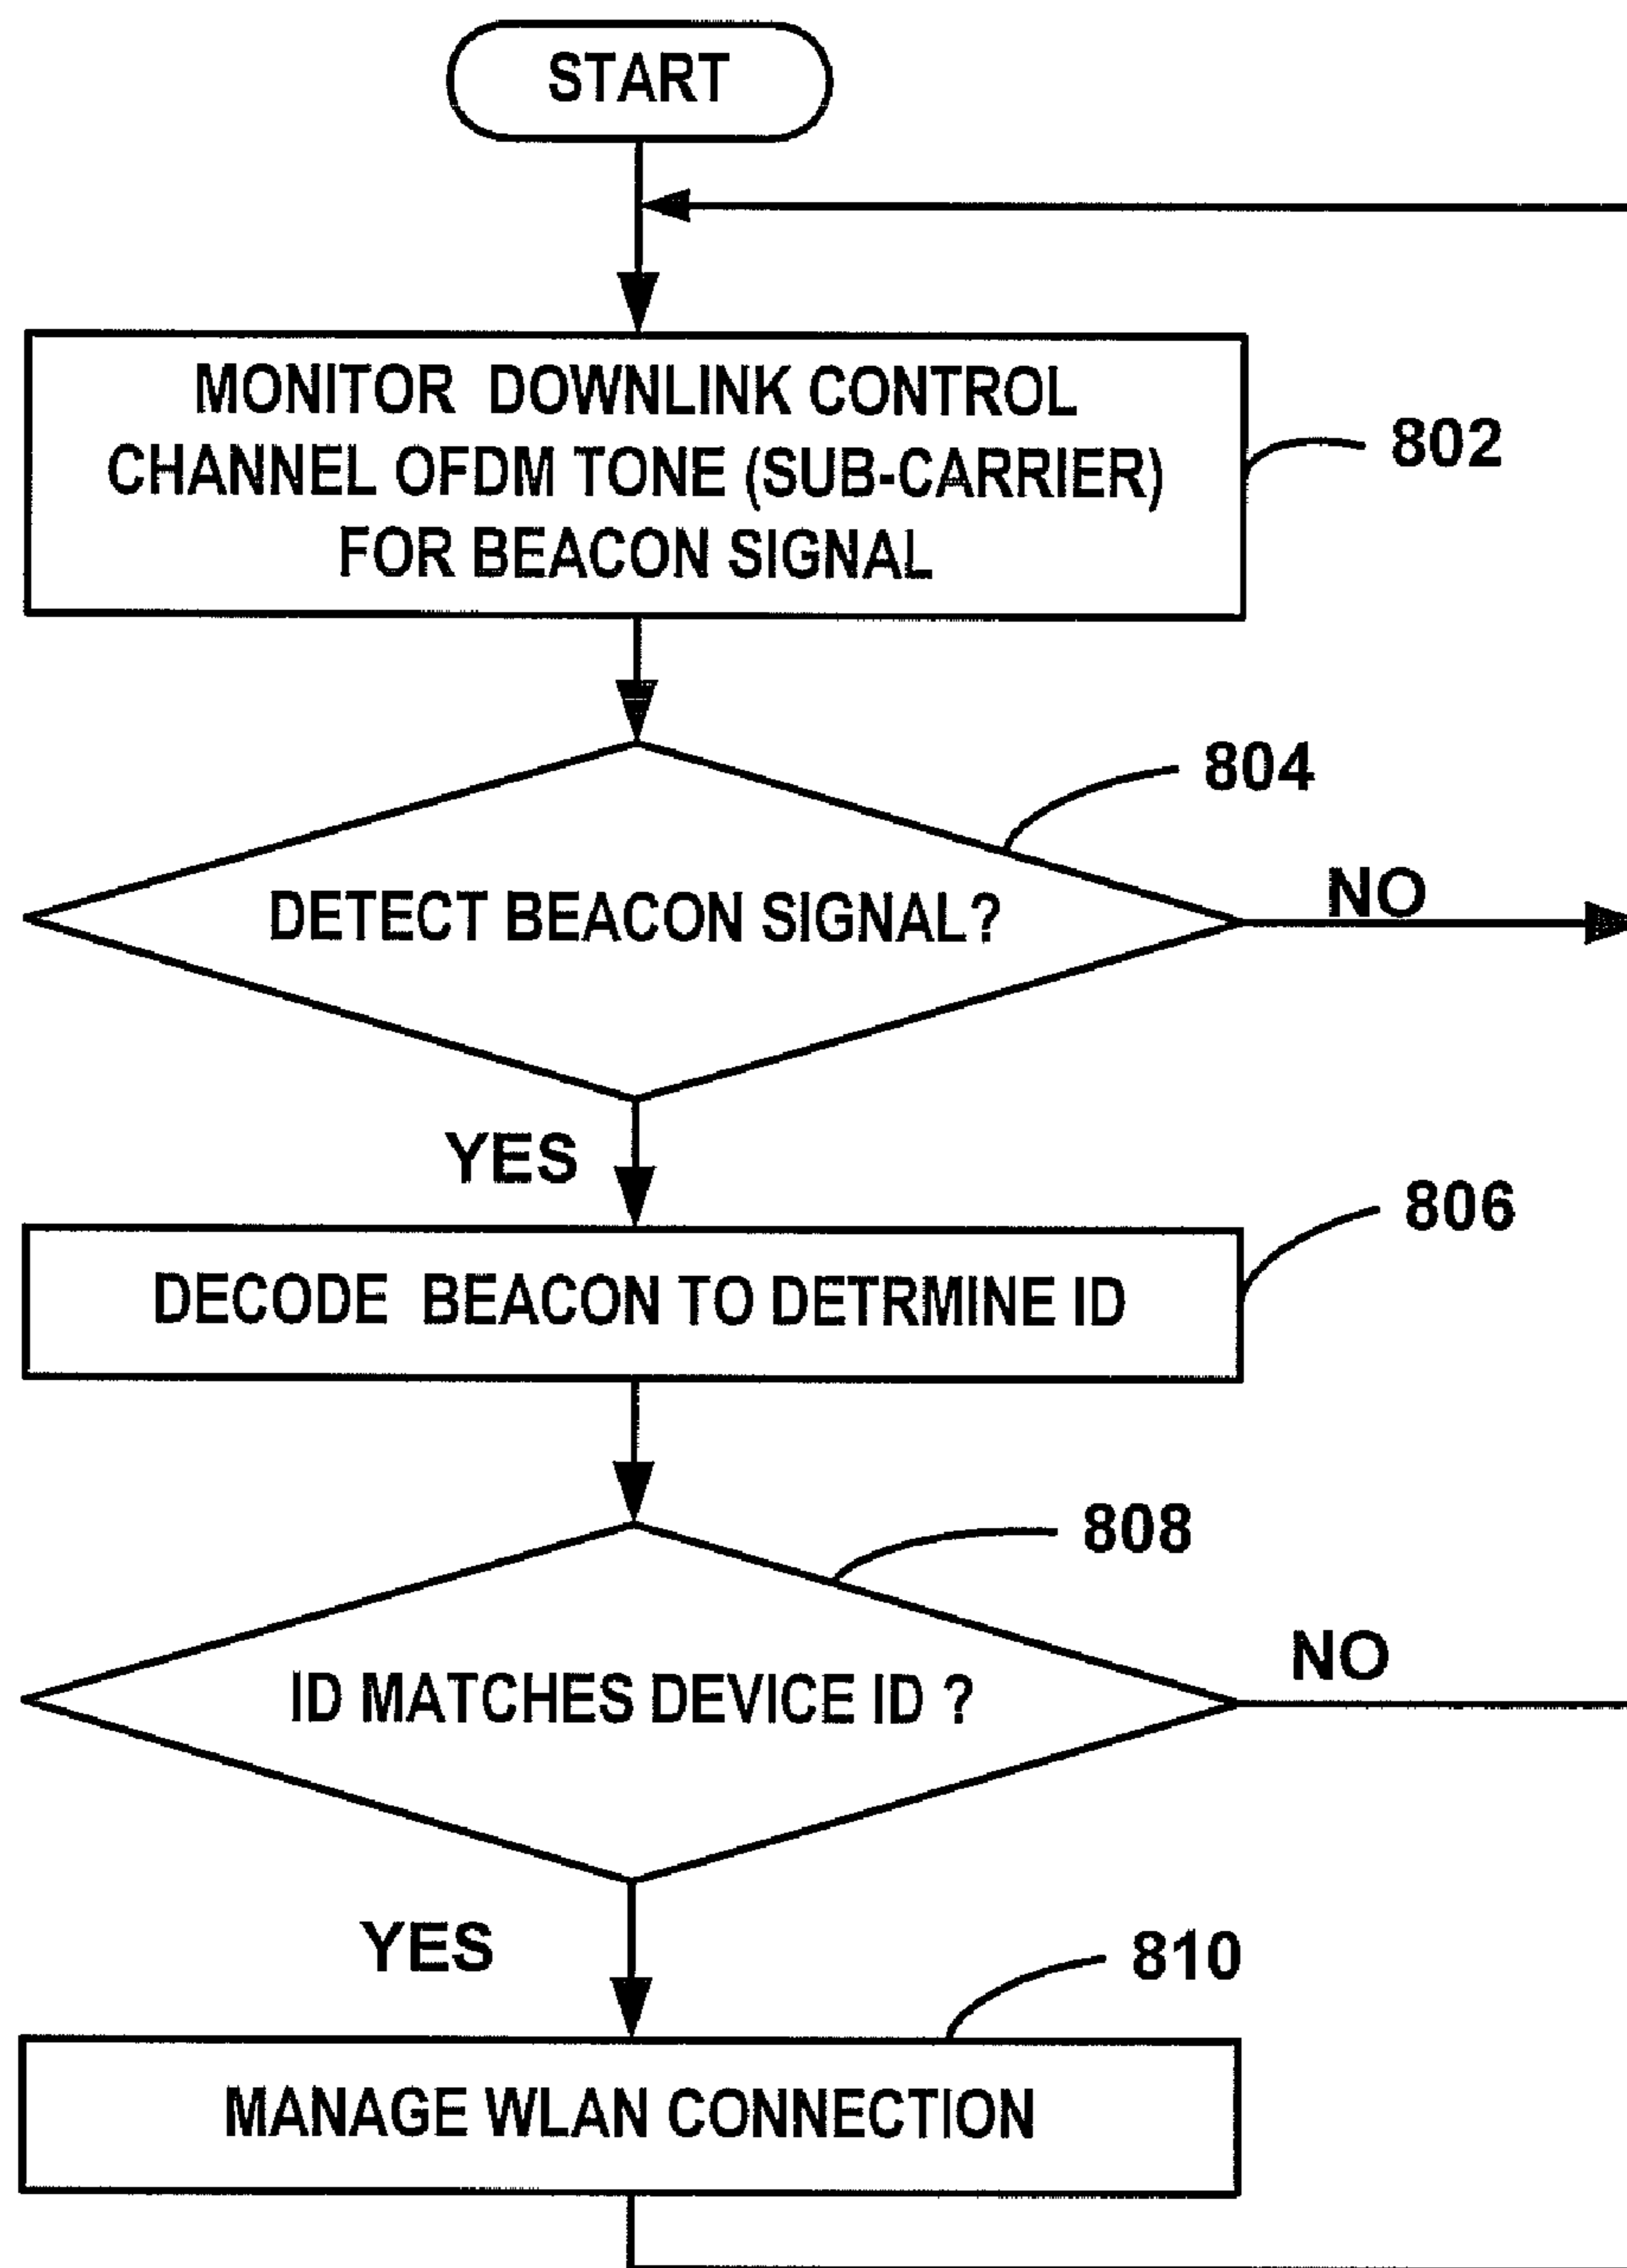 START
MONITOR DOWNLINK CONTROL
CHANNEL OFDM TONE (SUB-CARRIER)
FOR BEACON SIGNAL
802
804
DETECT BEACON SIGNAL?
NO
YES
806
DECODE BEACON TO DETRMINE ID
808
ID MATCHES DEVICE ID ?
NO
YES
810
MANAGE WLAN CONNECTION